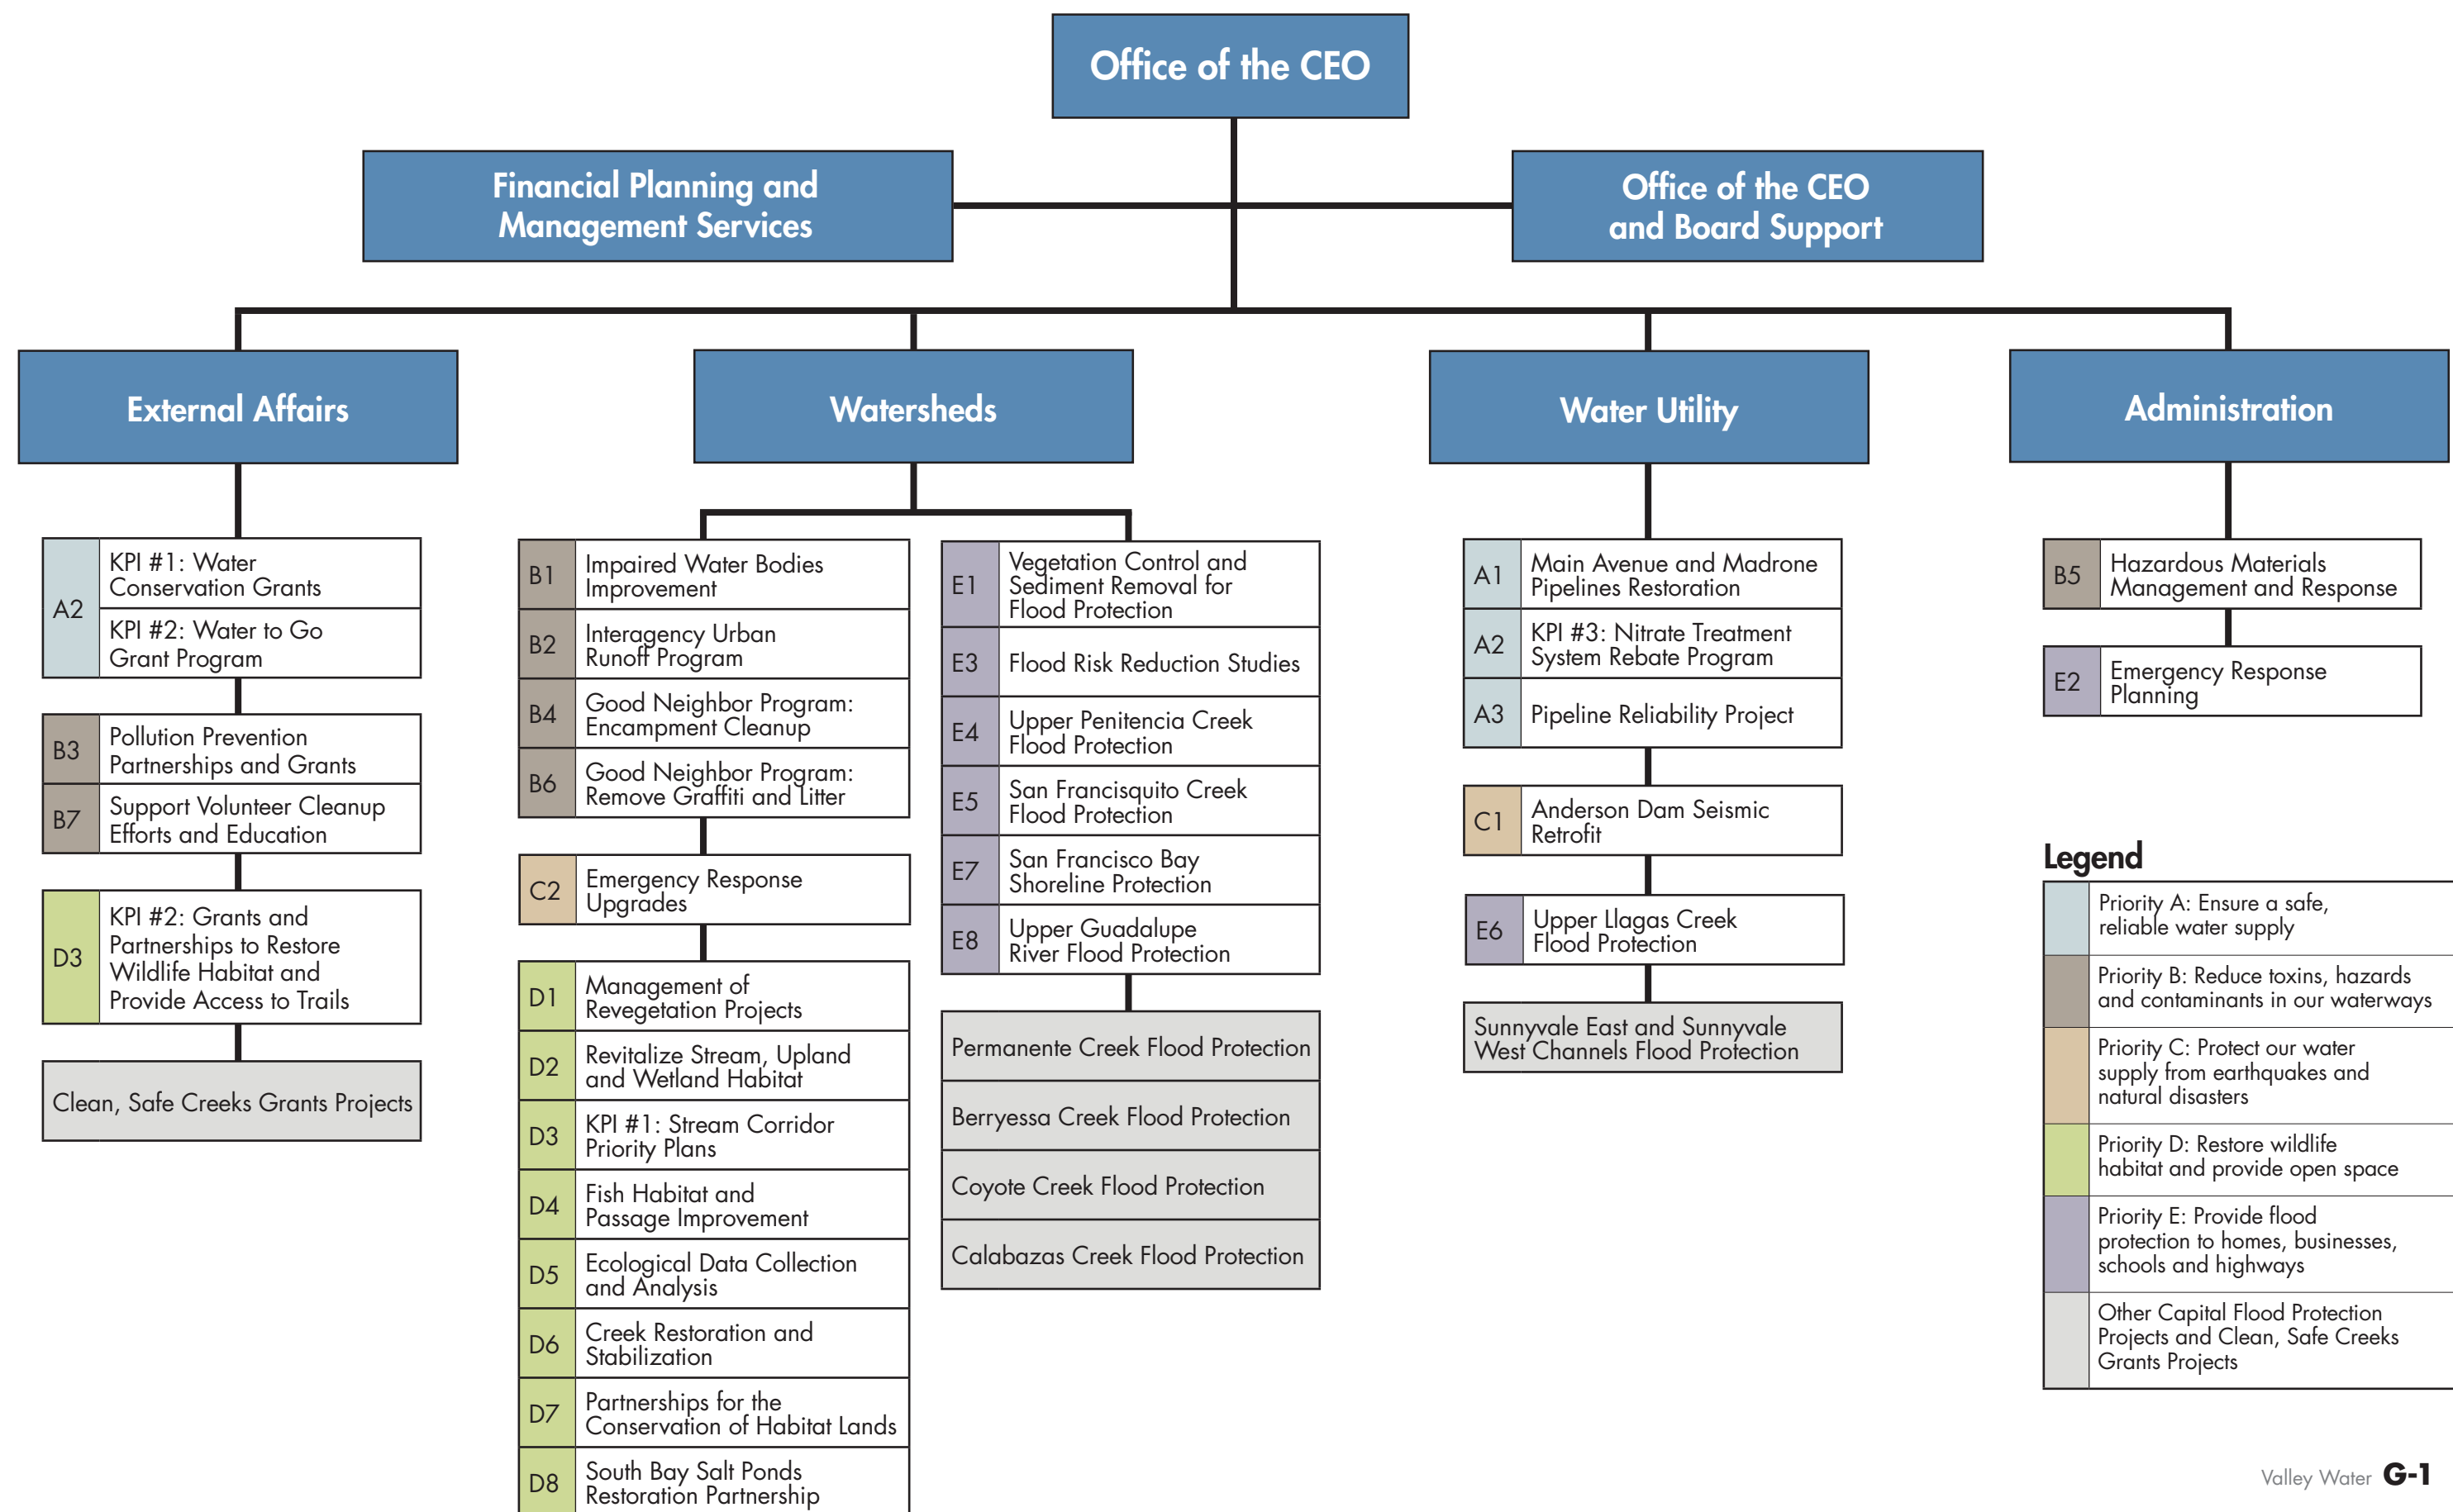 Office of the CEO
Financial Planning and
Management Services
Office of the CEO
and Board Support
External Affairs
Watersheds
Water Utility
Administration
A2
KPI #1: Water
Conservation Grants
KPI #2: Water to Go
Grant Program
B3
Pollution Prevention
Partnerships and Grants
B7
Support Volunteer Cleanup
Efforts and Education
D3
KPI #2: Grants and
Partnerships to Restore
Wildlife Habitat and
Provide Access to Trails
Clean, Safe Creeks Grants Projects
B1
Impaired Water Bodies
Improvement
B2
Interagency Urban
Runoff Program
B4
Good Neighbor Program:
Encampment Cleanup
B6
Good Neighbor Program:
Remove Graffiti and Litter
C2
Emergency Response
Upgrades
D1
Management of
Revegetation Projects
D2
Revitalize Stream, Upland
and Wetland Habitat
D3
KPI #1: Stream Corridor
Priority Plans
D4
Fish Habitat and
Passage Improvement
D5
Ecological Data Collection
and Analysis
D6
Creek Restoration and
Stabilization
D7
Partnerships for the
Conservation of Habitat Lands
D8
South Bay Salt Ponds
Restoration Partnership
E1
Vegetation Control and
Sediment Removal for
Flood Protection
E3
Flood Risk Reduction Studies
E4
Upper Penitencia Creek
Flood Protection
E5
San Francisquito Creek
Flood Protection
E7
San Francisco Bay
Shoreline Protection
E8
Upper Guadalupe
River Flood Protection
Permanente Creek Flood Protection
Berryessa Creek Flood Protection
Coyote Creek Flood Protection
Calabazas Creek Flood Protection
A1
Main Avenue and Madrone
Pipelines Restoration
A2
KPI #3: Nitrate Treatment
System Rebate Program
A3
Pipeline Reliability Project
C1
Anderson Dam Seismic
Retrofit
E6
Upper Llagas Creek
Flood Protection
Sunnyvale East and Sunnyvale
West Channels Flood Protection
B5
Hazardous Materials
Management and Response
E2
Emergency Response
Planning
Legend
Priority A: Ensure a safe,
reliable water supply
Priority B: Reduce toxins, hazards
and contaminants in our waterways
Priority C: Protect our water
supply from earthquakes and
natural disasters
Priority D: Restore wildlife
habitat and provide open space
Priority E: Provide flood
protection to homes, businesses,
schools and highways
Other Capital Flood Protection
Projects and Clean, Safe Creeks
Grants Projects
Valley Water G-1